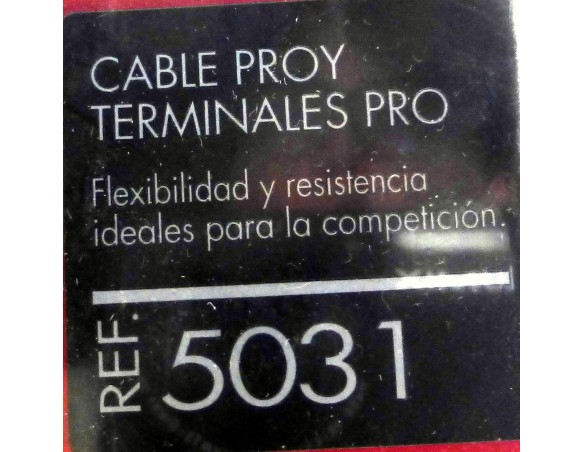 CABLE PROY
TERMINALES PRO
Flexibilidad y resistencia
ideales para la competición.
REF. 5031